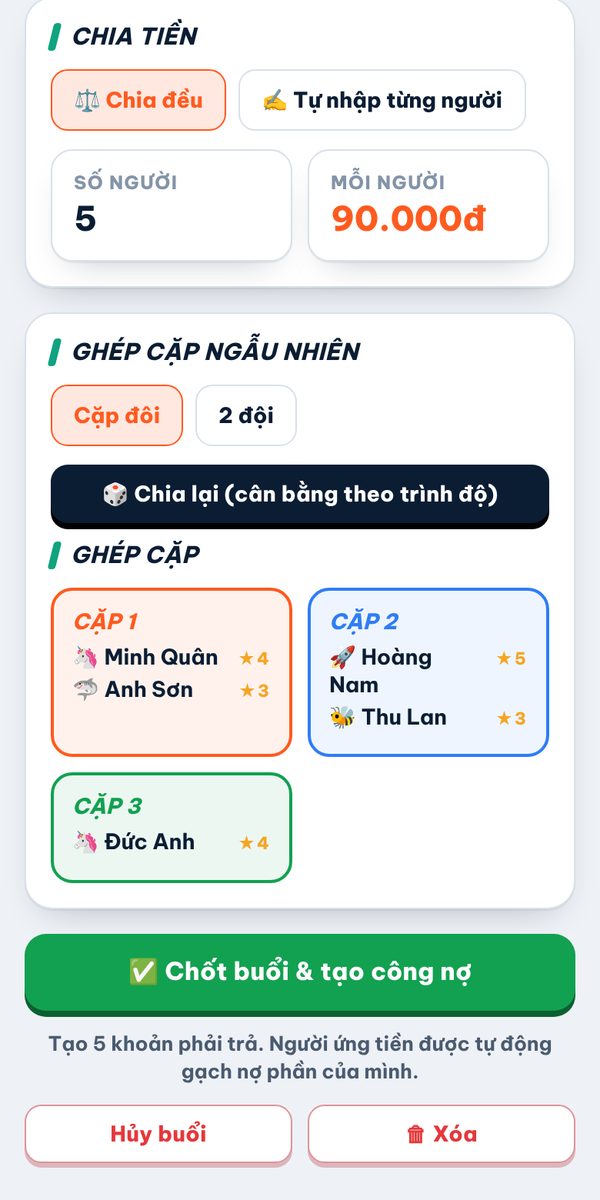 CHIA TIỀN
⚖️ Chia đều
✍️ Tự nhập từng người
SỐ NGƯỜI
5
MỖI NGƯỜI
90.000đ
GHÉP CẶP NGẪU NHIÊN
Cặp đôi
2 đội
🎲 Chia lại (cân bằng theo trình độ)
GHÉP CẶP
CẶP 1
🦄 Minh Quân ★4
🦈 Anh Sơn ★3
CẶP 2
🚀 Hoàng ★5
Nam
🐝 Thu Lan ★3
CẶP 3
🦄 Đức Anh ★4
✅ Chốt buổi & tạo công nợ
Tạo 5 khoản phải trả. Người ứng tiền được tự động
gạch nợ phần của mình.
Hủy buổi
🗑 Xóa